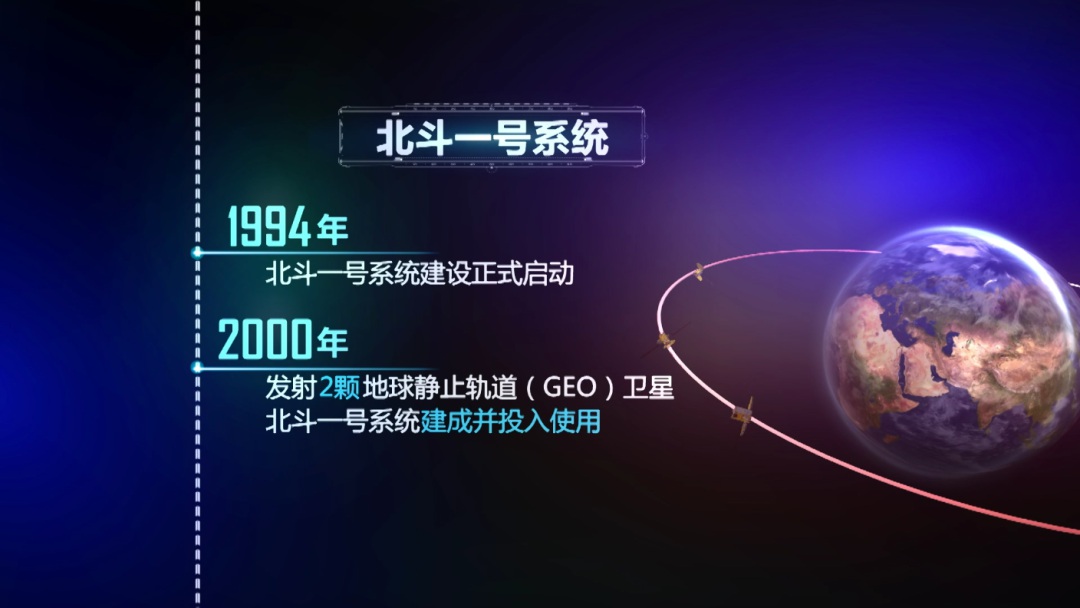 北斗一号系统
1994年
北斗一号系统建设正式启动
2000年
发射2颗地球静止轨道（GEO）卫星
北斗一号系统建成并投入使用